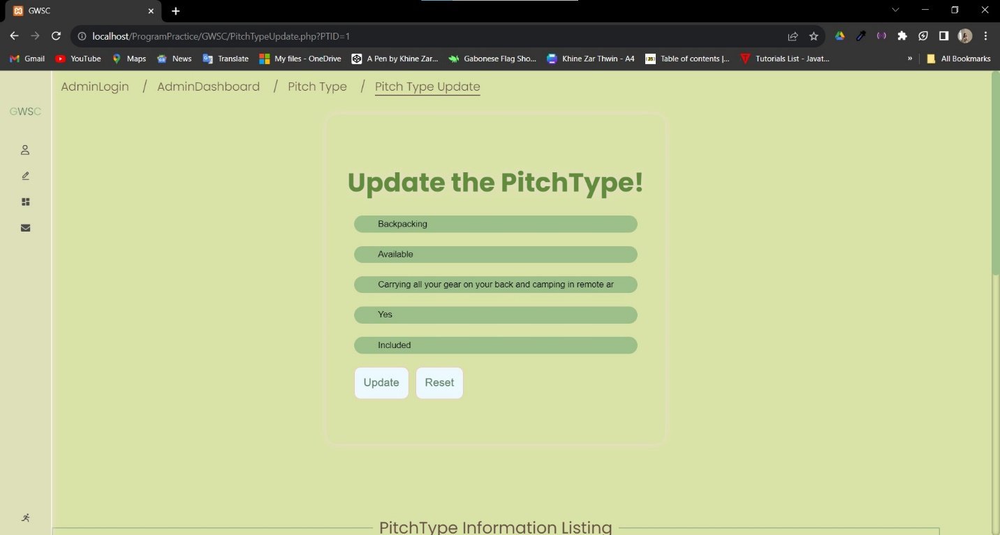 GWSC
localhost/ProgramPractice/GWSC/PitchTypeUpdate.php?PTID=1
Gmail YouTube Maps News Translate My files - OneDrive A Pen by Khine Zar... Gabonese Flag Sho... Khine Zar Thwin - A4 Table of contents |... Tutorials List - Javat... » All Bookmarks
AdminLogin / AdminDashboard / Pitch Type / Pitch Type Update
GWSC
Update the PitchType!
Backpacking
Available
Carrying all your gear on your back and camping in remote ar
Yes
Included
Update Reset
PitchType Information Listing